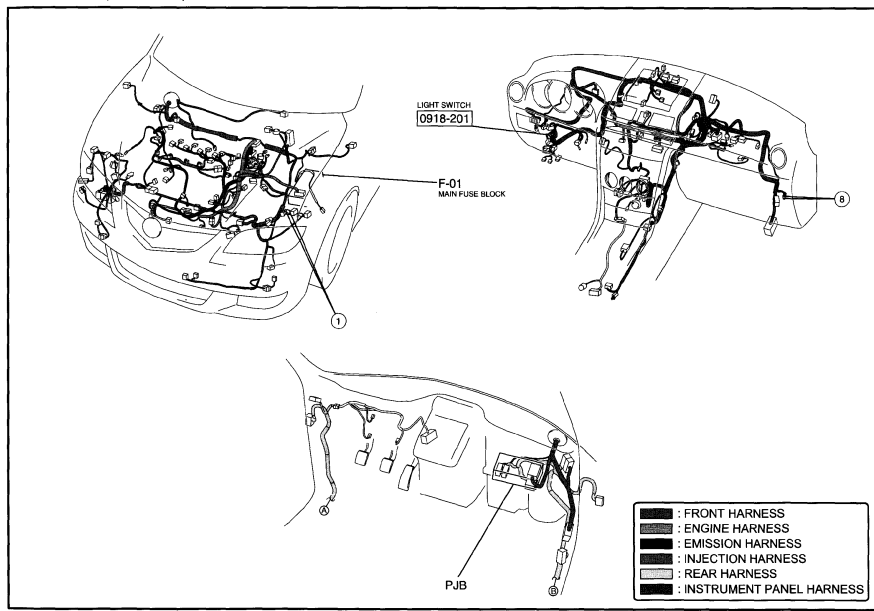 LIGHT SWITCH
0918-201
F-01
MAIN FUSE BLOCK
8
1
A
PJB
B
: FRONT HARNESS
: ENGINE HARNESS
: EMISSION HARNESS
: INJECTION HARNESS
: REAR HARNESS
: INSTRUMENT PANEL HARNESS